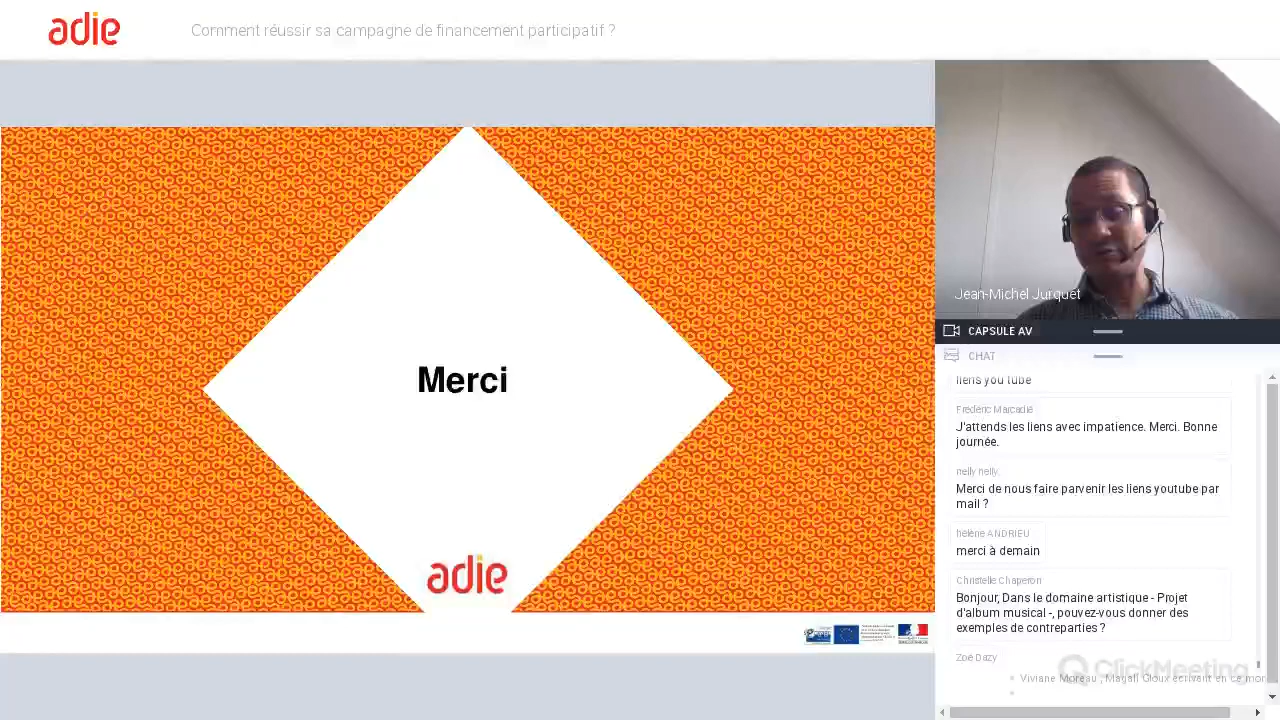 adie
Comment réussir sa campagne de financement participatif ?
Merci
adie
Jean-Michel Jurquet
CAPSULE AV
CHAT
liens you tube
Frédéric Marcadié
J'attends les liens avec impatience. Merci. Bonne
journée.
nelly nelly
Merci de nous faire parvenir les liens youtube par
mail ?
hélène ANDRIEU
merci à demain
Christelle Chaperon
Bonjour, Dans le domaine artistique - Projet
d'album musical -, pouvez-vous donner des
exemples de contreparties ?
Zoé Dazy
ClickMeeting
Viviane Moreau , Magali Cloux écrivent en ce mom